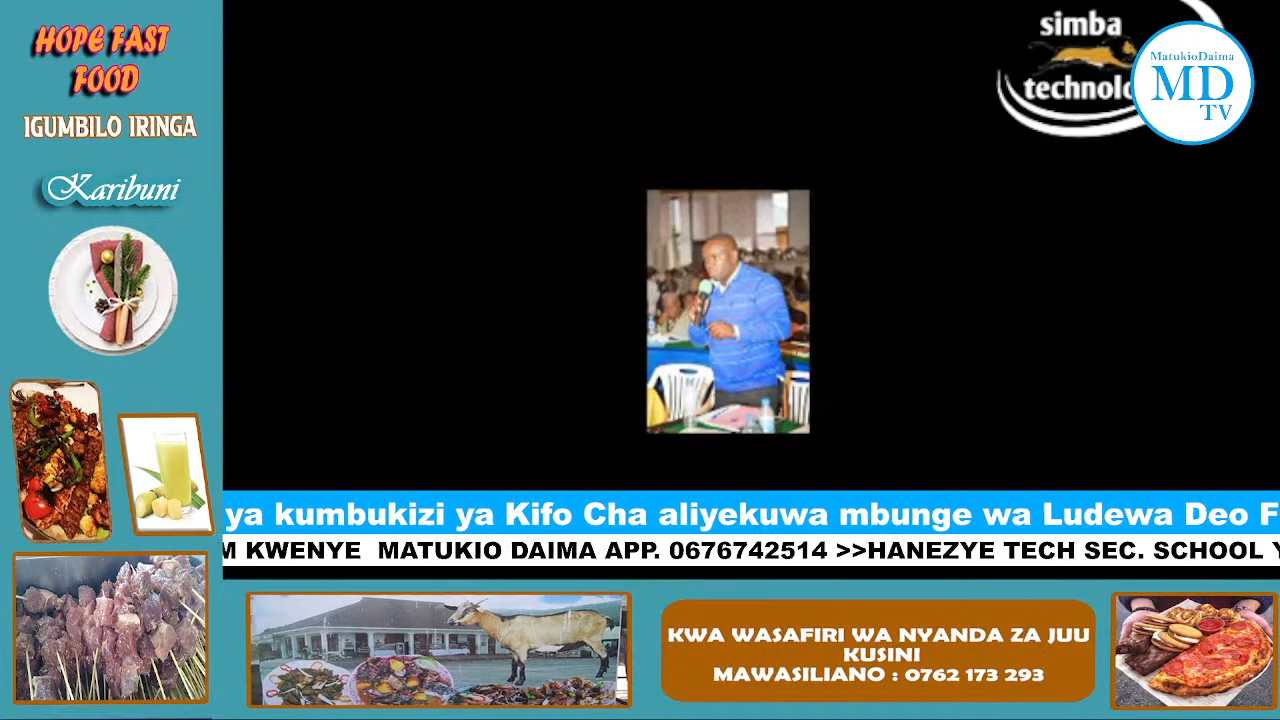 HOPE FAST
FOOD
IGUMBILO IRINGA
Karibuni
simba
technolo
MatukioDaima
MD
TV
ya kumbukizi ya Kifo Cha aliyekuwa mbunge wa Ludewa Deo F
M KWENYE MATUKIO DAIMA APP. 0676742514 >>HANEZYE TECH SEC. SCHOOL Y
KWA WASAFIRI WA NYANDA ZA JUU
KUSINI
MAWASILIANO : 0762 173 293